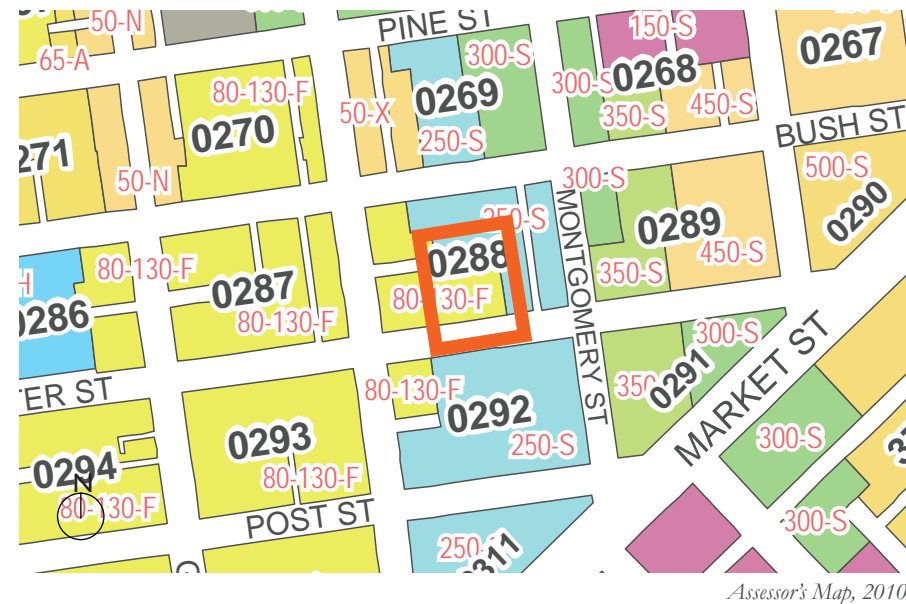 PINE ST
50-N
65-A
150-S
0267
300-S
0268
300-S
0269
80-130-F
0270
50-X
350-S
450-S
250-S
BUSH ST
271
50-N
300-S
500-S
0290
250-S
MONTGOMERY ST
0289
0288
450-S
350-S
80-130-F
H
0287
80-130-F
0286
80-130-F
300-S
MARKET ST
TER ST
80-130-F
350
0291
0292
0293
250-S
300-S
0294
N
80-130-F
80-130-F
POST ST
300-S
250-
0311
Assessor's Map, 2010